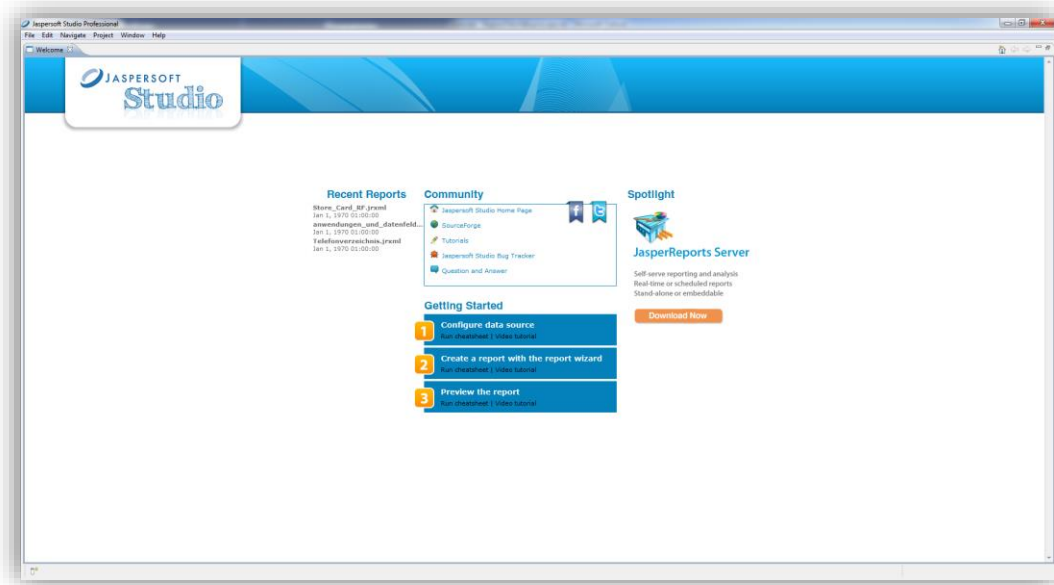 Jaspersoft Studio Professional
File Edit Navigate Project Window Help
Welcome
JASPERSOFT
Studio
Recent Reports
Store_Card_RF.jrxml
Jan 1, 1970 01:00:00
anwendungen_und_datenfeld...
Jan 1, 1970 01:00:00
Telefonverzeichnis.jrxml
Jan 1, 1970 01:00:00
Community
Jaspersoft Studio Home Page
SourceForge
Tutorials
Jaspersoft Studio Bug Tracker
Question and Answer
Getting Started
1 Configure data source
Run cheatsheet | Video tutorial
2 Create a report with the report wizard
Run cheatsheet | Video tutorial
3 Preview the report
Run cheatsheet | Video tutorial
Spotlight
JasperReports Server
Self-serve reporting and analysis
Real-time or scheduled reports
Stand-alone or embeddable
Download Now